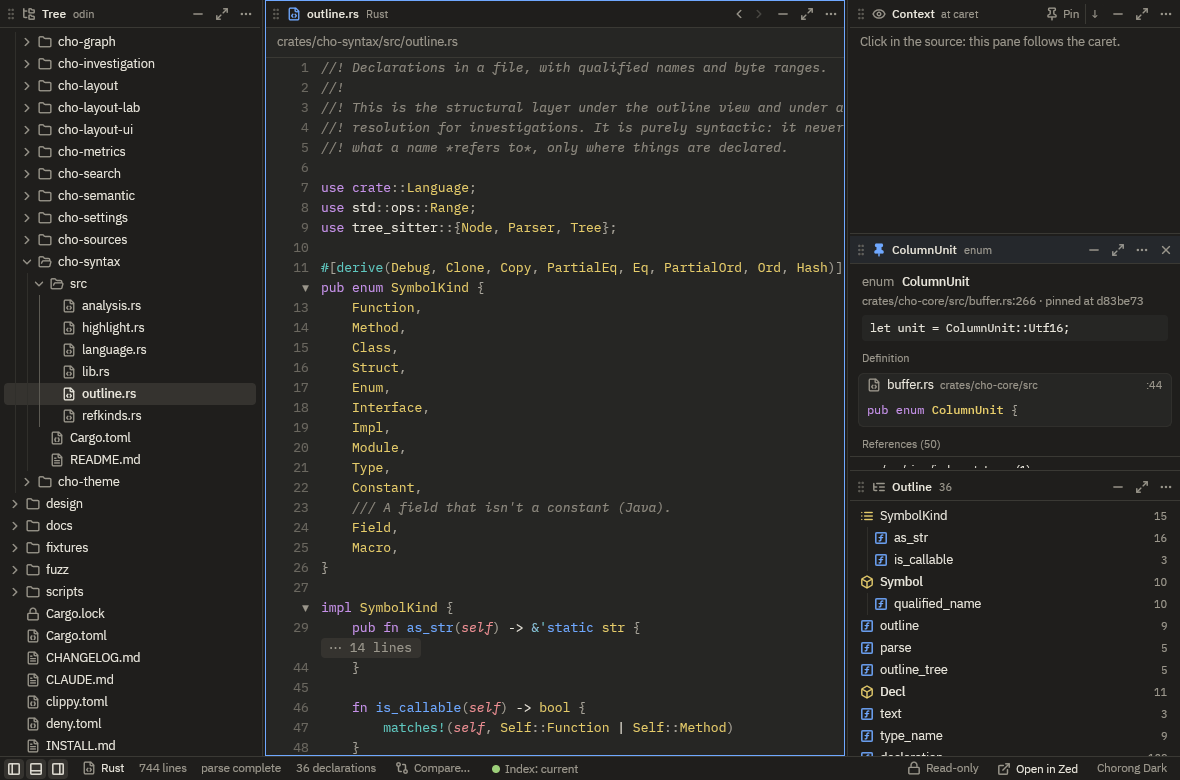 Tree odin
cho-graph
cho-investigation
cho-layout
cho-layout-lab
cho-layout-ui
cho-metrics
cho-search
cho-semantic
cho-settings
cho-sources
cho-syntax
src
analysis.rs
highlight.rs
language.rs
lib.rs
outline.rs
refkinds.rs
Cargo.toml
README.md
cho-theme
design
docs
fixtures
fuzz
scripts
Cargo.lock
Cargo.toml
CHANGELOG.md
CLAUDE.md
clippy.toml
deny.toml
INSTALL.md
outline.rs Rust
crates/cho-syntax/src/outline.rs
1 //! Declarations in a file, with qualified names and byte ranges.
2 //!
3 //! This is the structural layer under the outline view and under a
4 //! resolution for investigations. It is purely syntactic: it never
5 //! what a name *refers to*, only where things are declared.
6
7 use crate::Language;
8 use std::ops::Range;
9 use tree_sitter::{Node, Parser, Tree};
10
11 #[derive(Debug, Clone, Copy, PartialEq, Eq, PartialOrd, Ord, Hash)]
pub enum SymbolKind {
13 Function,
14 Method,
15 Class,
16 Struct,
17 Enum,
18 Interface,
19 Impl,
20 Module,
21 Type,
22 Constant,
23 /// A field that isn't a constant (Java).
24 Field,
25 Macro,
26 }
27
impl SymbolKind {
29 pub fn as_str(self) -> &'static str {
··· 14 lines
44 }
45
46 fn is_callable(self) -> bool {
47 matches!(self, Self::Function | Self::Method)
48 }
Context at caret Pin
Click in the source: this pane follows the caret.
ColumnUnit enum
enum ColumnUnit
crates/cho-core/src/buffer.rs:266 · pinned at d83be73
let unit = ColumnUnit::Utf16;
Definition
buffer.rs crates/cho-core/src :44
pub enum ColumnUnit {
References (50)
Outline 36
SymbolKind 15
as_str 16
is_callable 3
Symbol 10
qualified_name 10
outline 9
parse 5
outline_tree 5
Decl 11
text 3
type_name 9
Rust 744 lines parse complete 36 declarations Compare... Index: current Read-only Open in Zed Chorong Dark